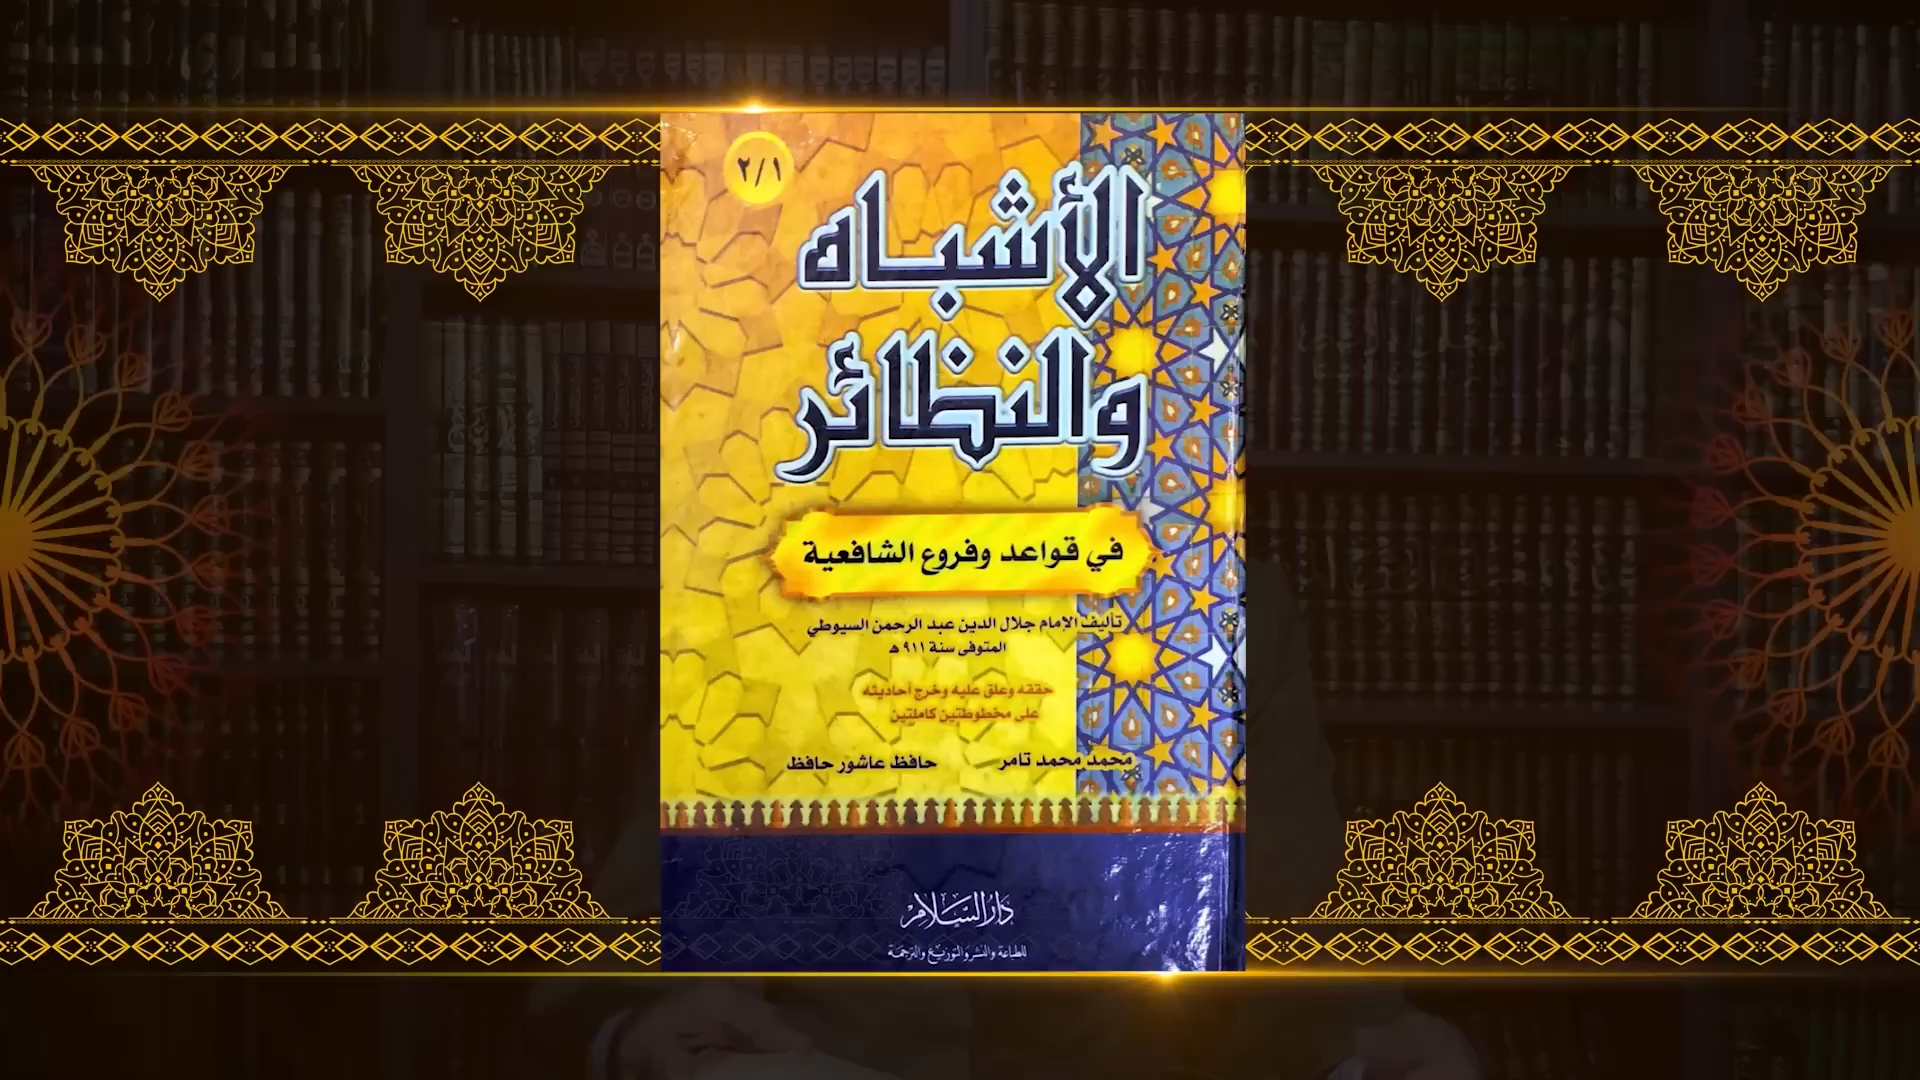 ٢/١
الأشباه
والنظائر
في قواعد وفروع الشافعية
تأليف الإمام جلال الدين عبد الرحمن السيوطي
المتوفى سنة ٩١١ هـ
حققه وعلق عليه وخرج أحاديثه
على مخطوطتين كاملتين
محمد محمد تامر حافظ عاشور حافظ
دار السلام
للطباعة والنشر والتوزيع والترجمة